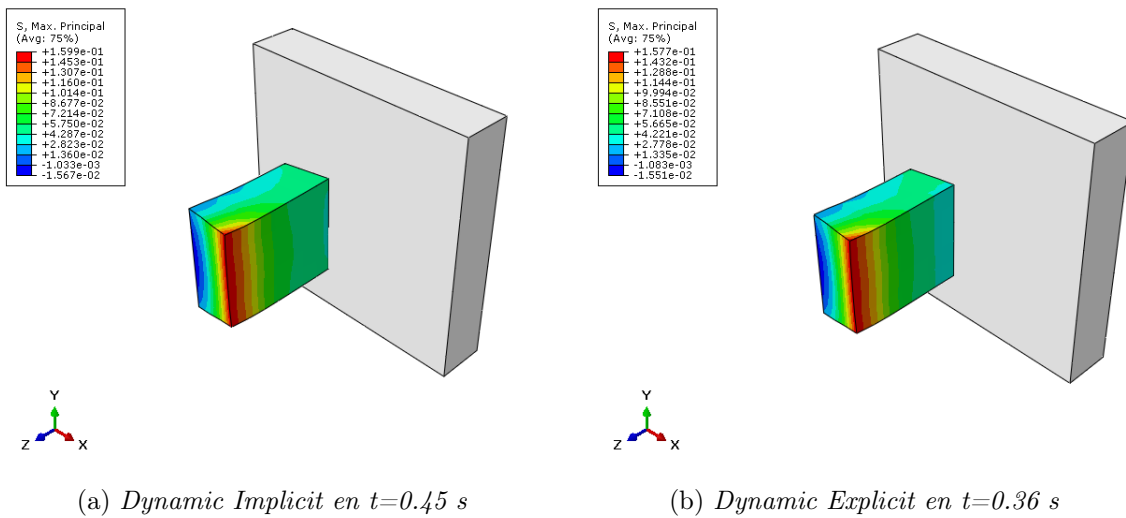 S, Max. Principal
(Avg: 75%)
+1.599e-01
+1.453e-01
+1.307e-01
+1.160e-01
+1.014e-01
+8.677e-02
+7.214e-02
+5.750e-02
+4.287e-02
+2.823e-02
+1.360e-02
-1.033e-03
-1.567e-02
Y
Z
X
(a) Dynamic Implicit en t=0.45 s
S, Max. Principal
(Avg: 75%)
+1.577e-01
+1.432e-01
+1.288e-01
+1.144e-01
+9.994e-02
+8.551e-02
+7.108e-02
+5.665e-02
+4.221e-02
+2.778e-02
+1.335e-02
-1.083e-03
-1.551e-02
Y
Z
X
(b) Dynamic Explicit en t=0.36 s